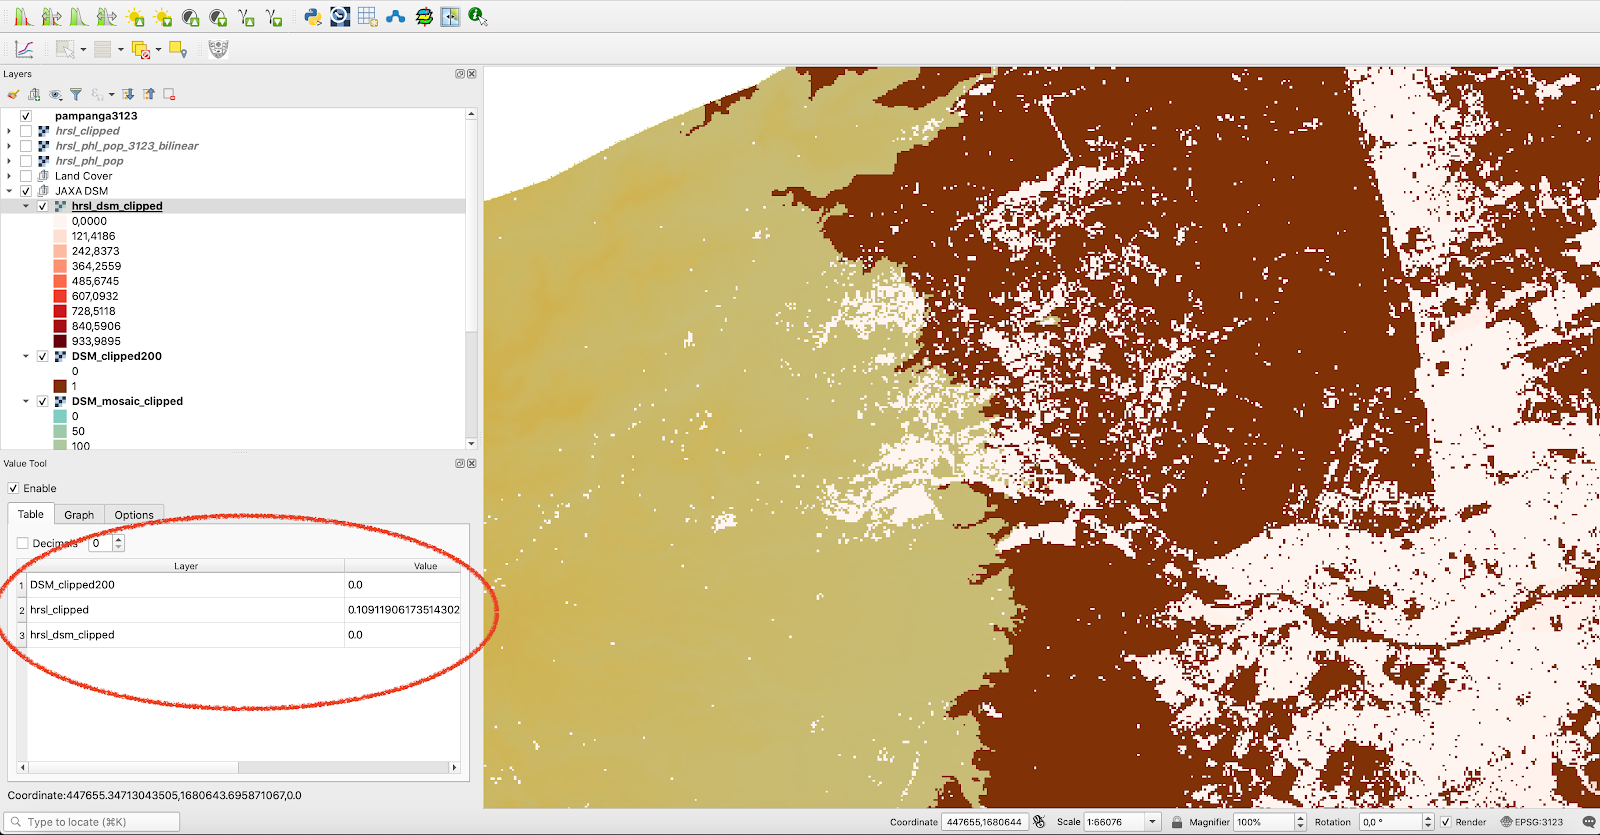 Layers
pampanga3123
hrsl_clipped
hrsl_phl_pop_3123_bilinear
hrsl_phl_pop
Land Cover
JAXA DSM
hrsl_dsm_clipped
0,0000
121,4186
242,8373
364,2559
485,6745
607,0932
728,5118
840,5906
933,9895
DSM_clipped200
0
1
DSM_mosaic_clipped
0
50
100
Value Tool
Enable
Table Graph Options
Decimals 0
Layer Value
1 DSM_clipped200 0.0
2 hrsl_clipped 0.10911906173514302
3 hrsl_dsm_clipped 0.0
Coordinate:447655.34713043505,1680643.695871067,0.0
Type to locate (⌘K) Coordinate 447655,1680644 Scale 1:66076 Magnifier 100% Rotation 0,0 ° Render EPSG:3123